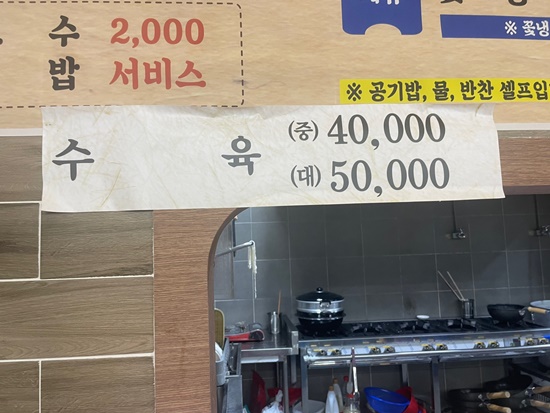 수 2,000
밥 서비스
※ 꽃냉
※ 공기밥, 물, 반찬 셀프입
수 육 (중) 40,000
(대) 50,000